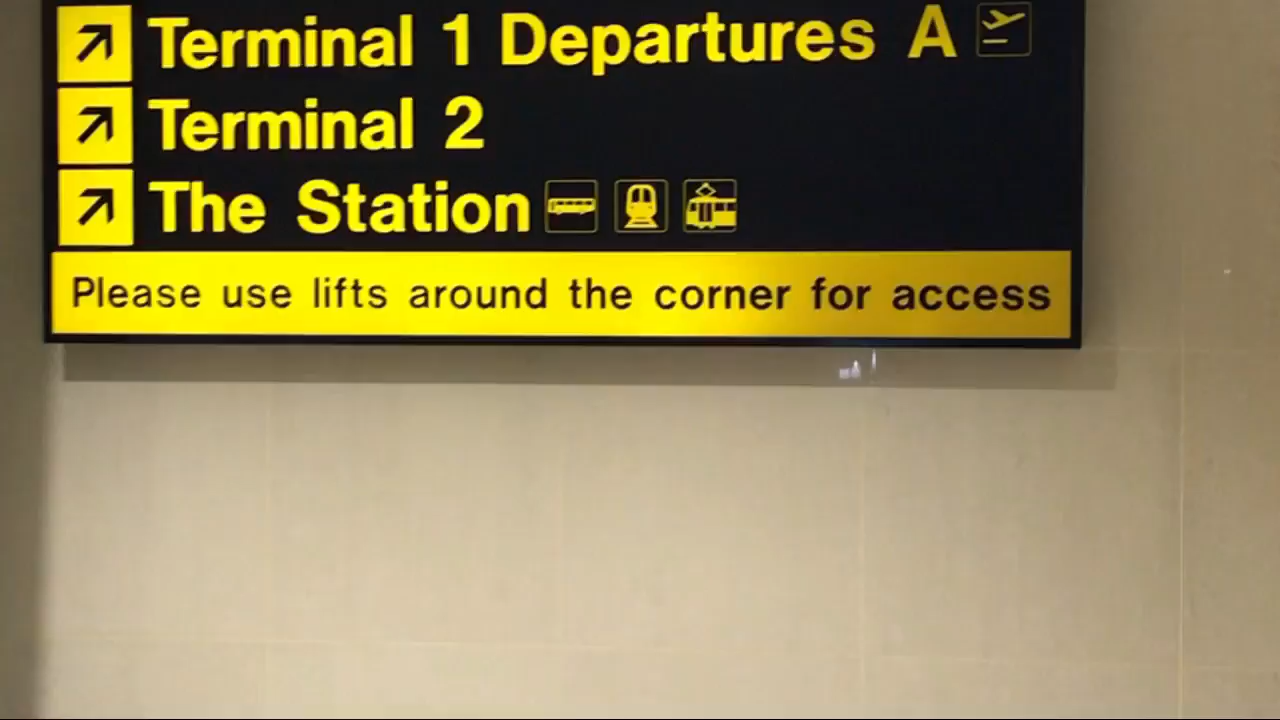 Terminal 1 Departures A
Terminal 2
The Station
Please use lifts around the corner for access